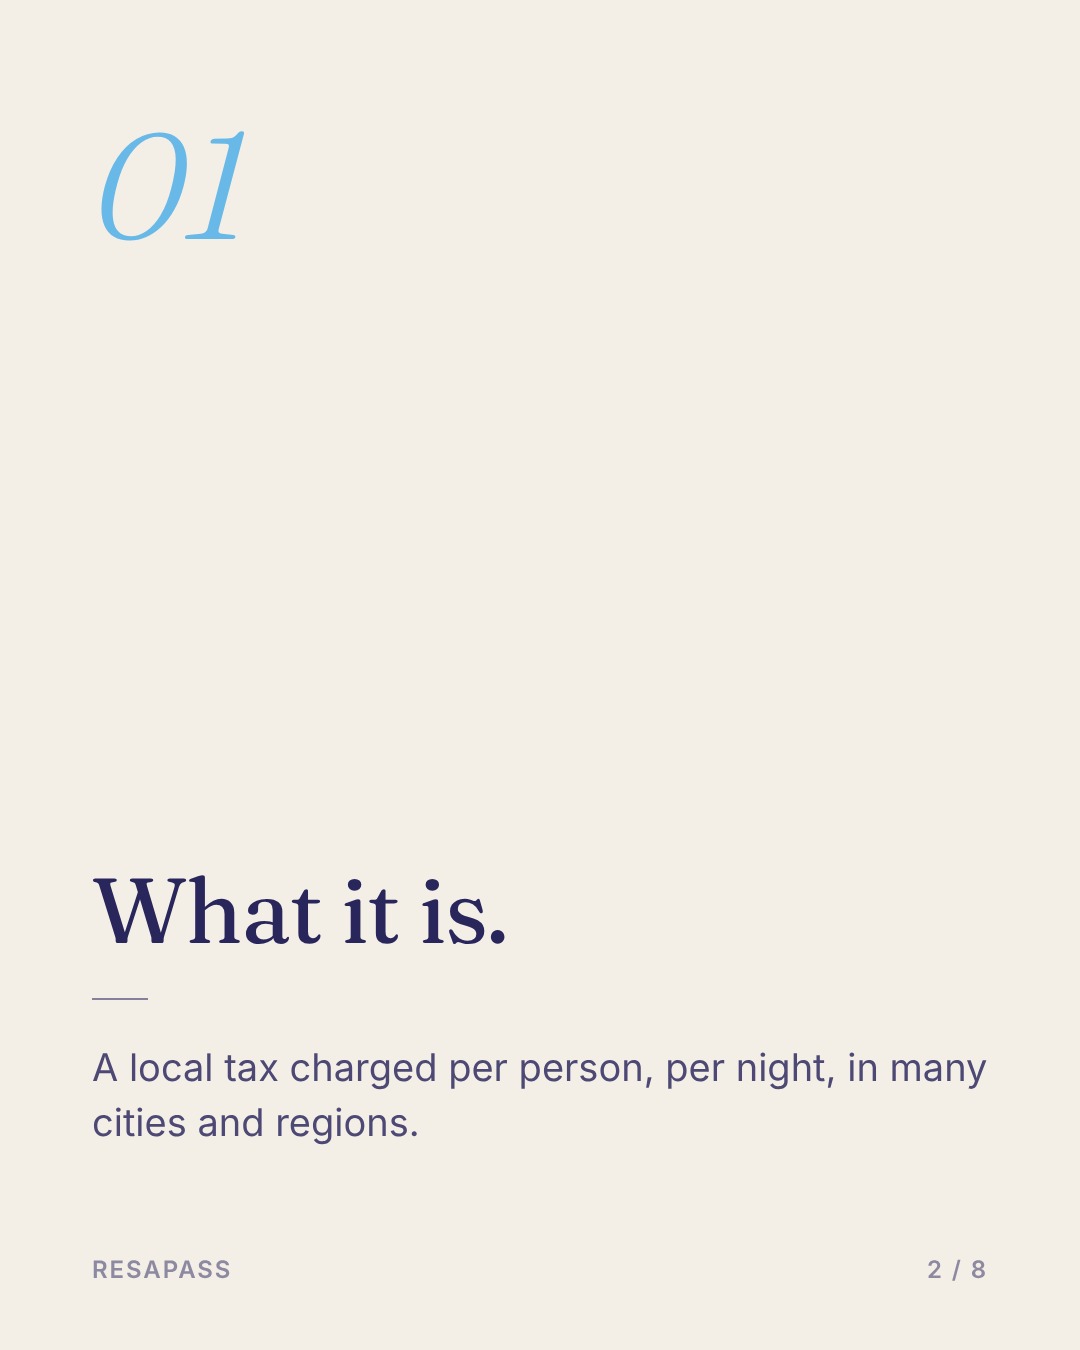 01
What it is.
A local tax charged per person, per night, in many
cities and regions.
RESAPASS
2 / 8